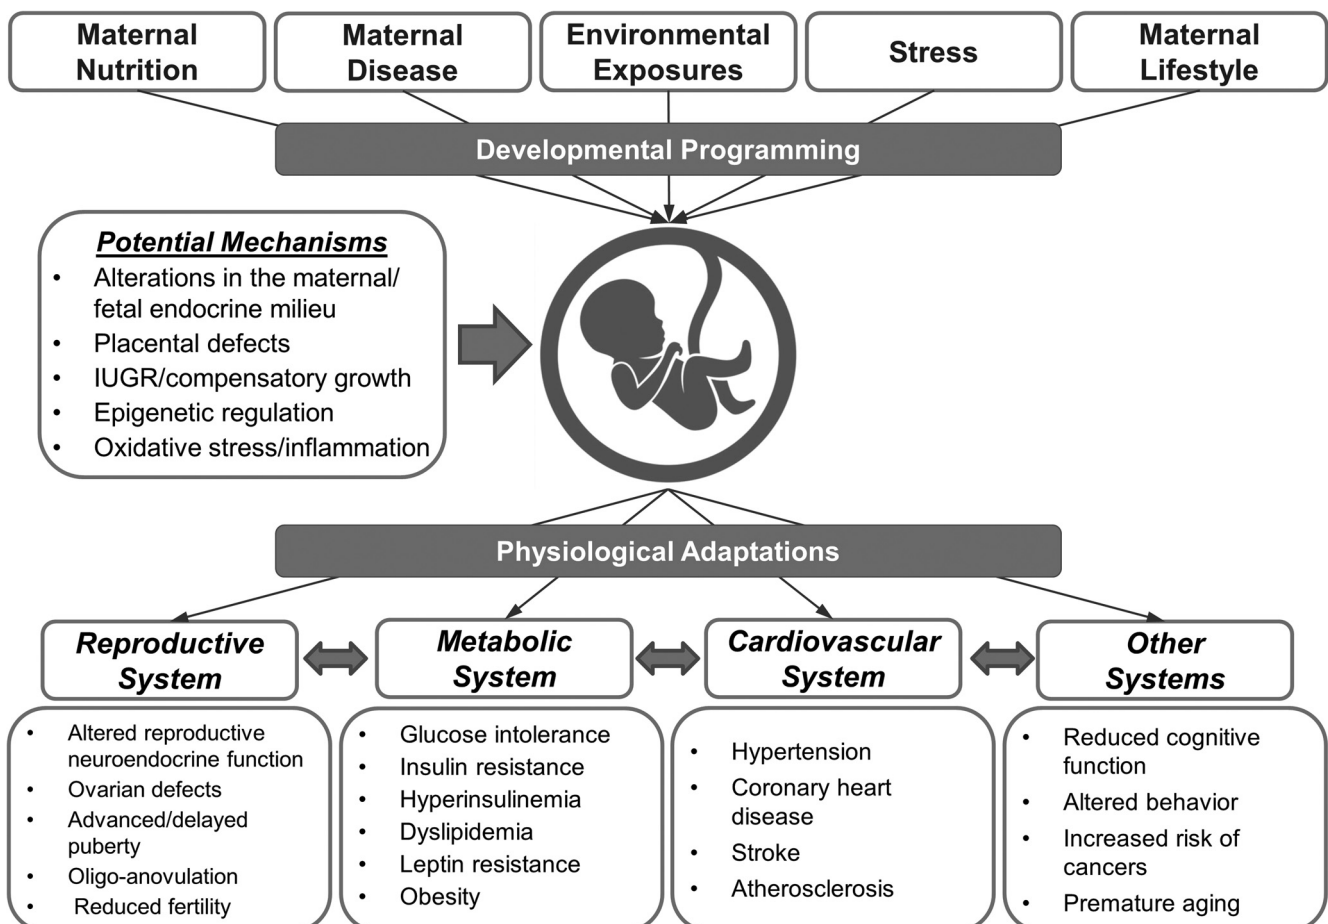 Maternal
Nutrition
Maternal
Disease
Environmental
Exposures
Stress
Maternal
Lifestyle
Developmental Programming
Potential Mechanisms
• Alterations in the maternal/
fetal endocrine milieu
• Placental defects
• IUGR/compensatory growth
• Epigenetic regulation
• Oxidative stress/inflammation
Physiological Adaptations
Reproductive
System
Metabolic
System
Cardiovascular
System
Other
Systems
• Altered reproductive
neuroendocrine function
• Ovarian defects
• Advanced/delayed
puberty
• Oligo-anovulation
• Reduced fertility
• Glucose intolerance
• Insulin resistance
• Hyperinsulinemia
• Dyslipidemia
• Leptin resistance
• Obesity
• Hypertension
• Coronary heart
disease
• Stroke
• Atherosclerosis
• Reduced cognitive
function
• Altered behavior
• Increased risk of
cancers
• Premature aging